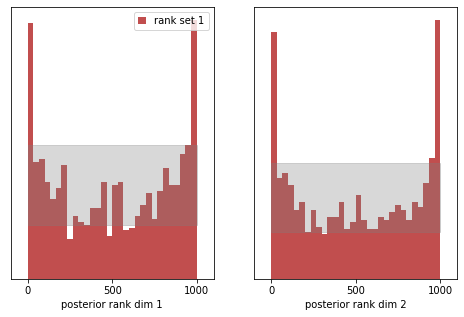 rank set 1
0
500
1000
0
500
1000
posterior rank dim 1
posterior rank dim 2